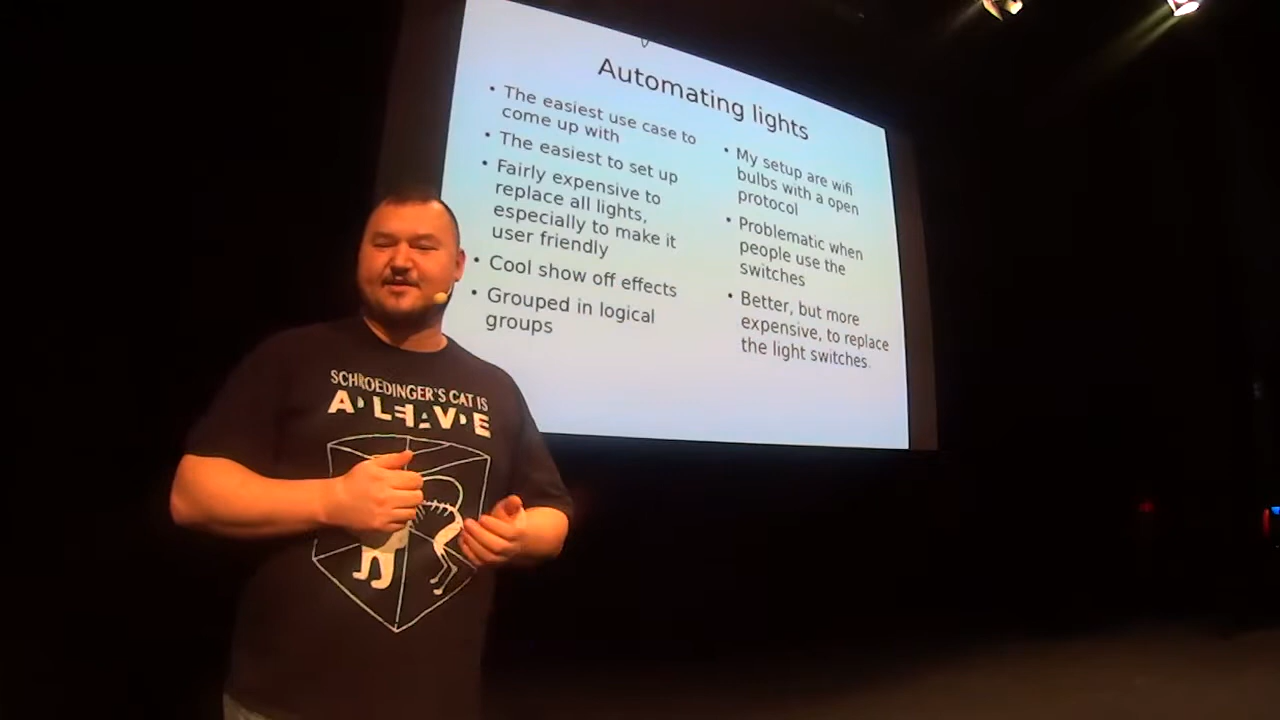 Automating lights
• The easiest use case to
come up with
• The easiest to set up
• Fairly expensive to
replace all lights,
especially to make it
user friendly
• Cool show off effects
• Grouped in logical
groups
• My setup are wifi
bulbs with a open
protocol
• Problematic when
people use the
switches
• Better, but more
expensive, to replace
the light switches.
SCHROEDINGER'S CAT IS